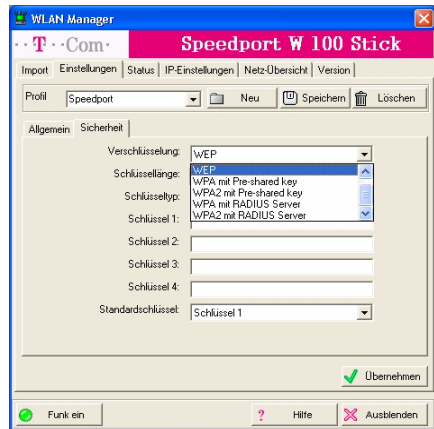 WLAN Manager
··T··Com· Speedport W 100 Stick
Import Einstellungen Status IP-Einstellungen Netz-Übersicht Version
Profil Speedport Neu Speichern Löschen
Allgemein Sicherheit
Verschlüsselung: WEP
WEP
Schlüssellänge: WPA mit Pre-shared key
WPA2 mit Pre-shared key
Schlüsseltyp: WPA mit RADIUS Server
WPA2 mit RADIUS Server
Schlüssel 1:
Schlüssel 2:
Schlüssel 3:
Schlüssel 4:
Standardschlüssel: Schlüssel 1
Übernehmen
Funk ein ? Hilfe Ausblenden